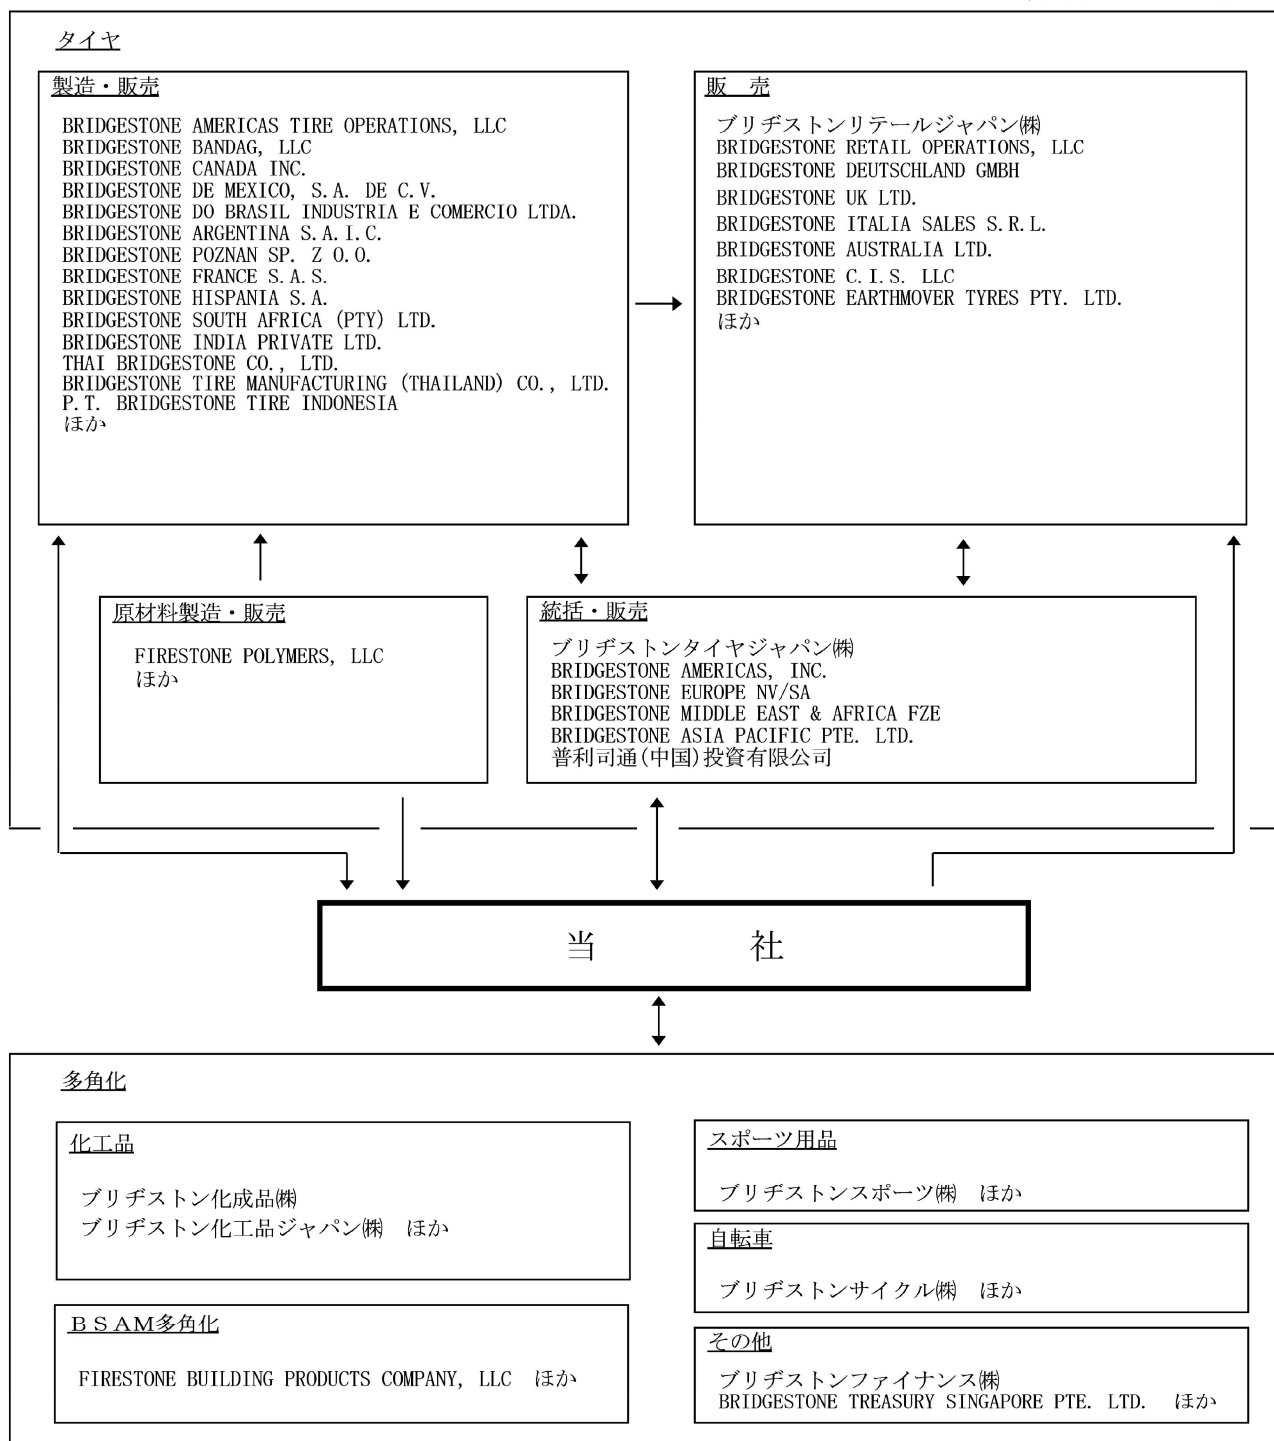 タイヤ
製造・販売
BRIDGESTONE AMERICAS TIRE OPERATIONS, LLC
BRIDGESTONE BANDAG, LLC
BRIDGESTONE CANADA INC.
BRIDGESTONE DE MEXICO, S.A. DE C.V.
BRIDGESTONE DO BRASIL INDUSTRIA E COMERCIO LTDA.
BRIDGESTONE ARGENTINA S.A.I.C.
BRIDGESTONE POZNAN SP. Z O.O.
BRIDGESTONE FRANCE S.A.S.
BRIDGESTONE HISPANIA S.A.
BRIDGESTONE SOUTH AFRICA (PTY) LTD.
BRIDGESTONE INDIA PRIVATE LTD.
THAI BRIDGESTONE CO., LTD.
BRIDGESTONE TIRE MANUFACTURING (THAILAND) CO., LTD.
P.T. BRIDGESTONE TIRE INDONESIA
ほか
販　売
ブリヂストンリテールジャパン㈱
BRIDGESTONE RETAIL OPERATIONS, LLC
BRIDGESTONE DEUTSCHLAND GMBH
BRIDGESTONE UK LTD.
BRIDGESTONE ITALIA SALES S.R.L.
BRIDGESTONE AUSTRALIA LTD.
BRIDGESTONE C.I.S. LLC
BRIDGESTONE EARTHMOVER TYRES PTY. LTD.
ほか
原材料製造・販売
FIRESTONE POLYMERS, LLC
ほか
統括・販売
ブリヂストンタイヤジャパン㈱
BRIDGESTONE AMERICAS, INC.
BRIDGESTONE EUROPE NV/SA
BRIDGESTONE MIDDLE EAST & AFRICA FZE
BRIDGESTONE ASIA PACIFIC PTE. LTD.
普利司通(中国)投資有限公司
当　社
多角化
化工品
ブリヂストン化成品㈱
ブリヂストン化工品ジャパン㈱　ほか
ＢＳＡＭ多角化
FIRESTONE BUILDING PRODUCTS COMPANY, LLC　ほか
スポーツ用品
ブリヂストンスポーツ㈱　ほか
自転車
ブリヂストンサイクル㈱　ほか
その他
ブリヂストンファイナンス㈱
BRIDGESTONE TREASURY SINGAPORE PTE. LTD.　ほか